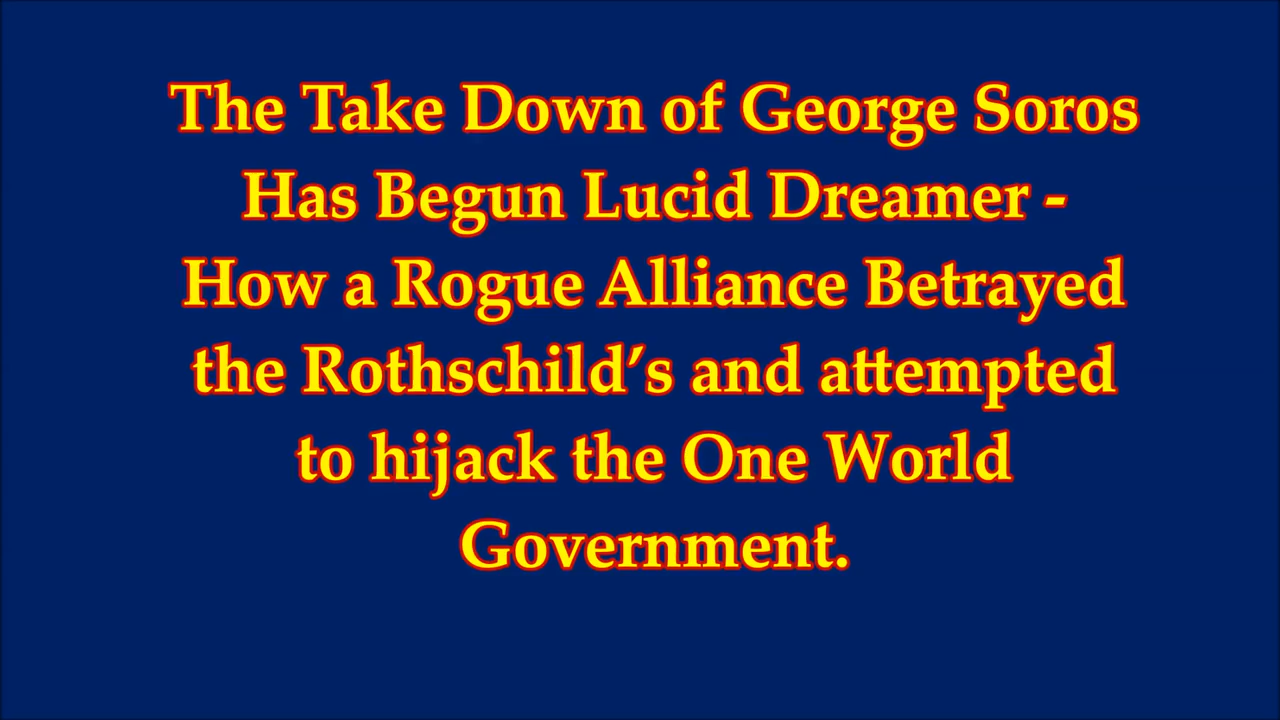 The Take Down of George Soros
Has Begun Lucid Dreamer -
How a Rogue Alliance Betrayed
the Rothschild’s and attempted
to hijack the One World
Government.